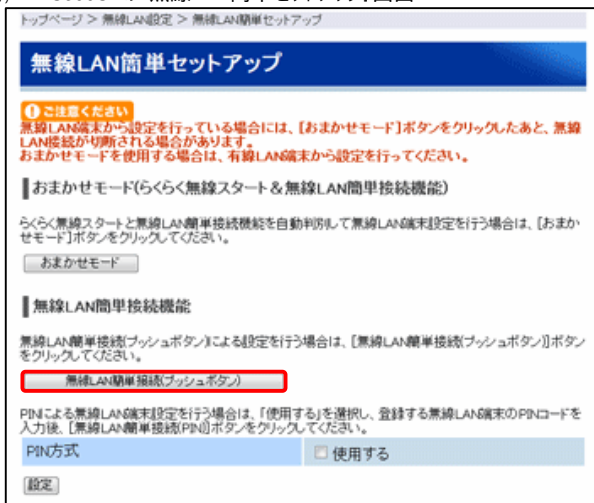 トップページ > 無線LAN設定 > 無線LAN簡単セットアップ
無線LAN簡単セットアップ
ご注意ください
無線LAN端末から設定を行っている場合には、[おまかせモード]ボタンをクリックしたあと、無線
LAN接続が切断される場合があります。
おまかせモードを使用する場合は、有線LAN端末から設定を行ってください。
おまかせモード(らくらく無線スタート＆無線LAN簡単接続機能)
らくらく無線スタートと無線LAN簡単接続機能を自動判別して無線LAN端末設定を行う場合は、[おまか
せモード]ボタンをクリックしてください。
おまかせモード
無線LAN簡単接続機能
無線LAN簡単接続(プッシュボタン)による設定を行う場合は、[無線LAN簡単接続(プッシュボタン)]ボタン
をクリックしてください。
無線LAN簡単接続(プッシュボタン)
PINによる無線LAN端末設定を行う場合は、「使用する」を選択し、登録する無線LAN端末のPINコードを
入力後、[無線LAN簡単接続(PIN)]ボタンをクリックしてください。
PIN方式
使用する
設定